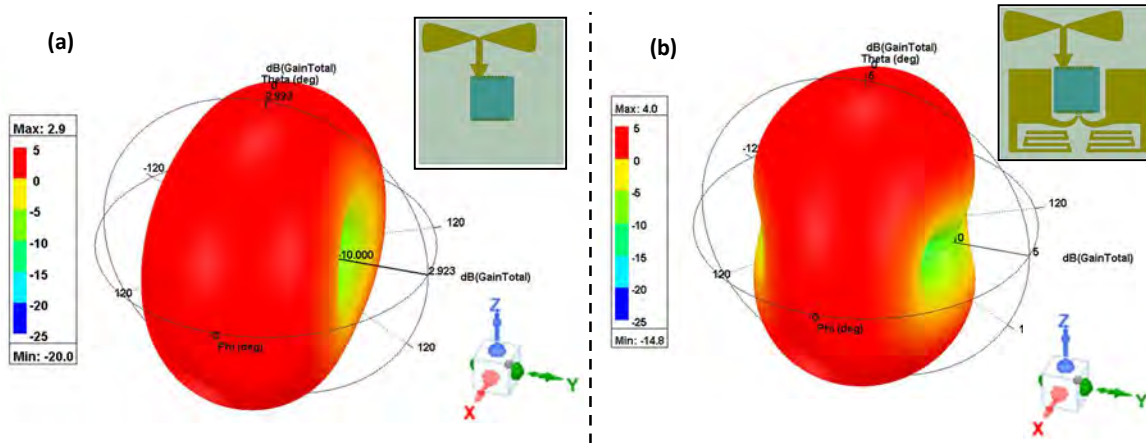 (a)
dB(GainTotal)
0
Theta (deg)
2.923
Max: 2.9
5
0
-5
-10
-15
-20
-25
Min: -20.0
-120
120
-10.000
2.923
dB(GainTotal)
120
Phi (deg)
120
Z
Y
X
(b)
dB(GainTotal)
0
Theta (deg)
5
Max: 4.0
5
0
-5
-10
-15
-20
-25
Min: -14.8
120
0
5
dB(GainTotal)
120
Phi (deg)
1
Z
Y
X